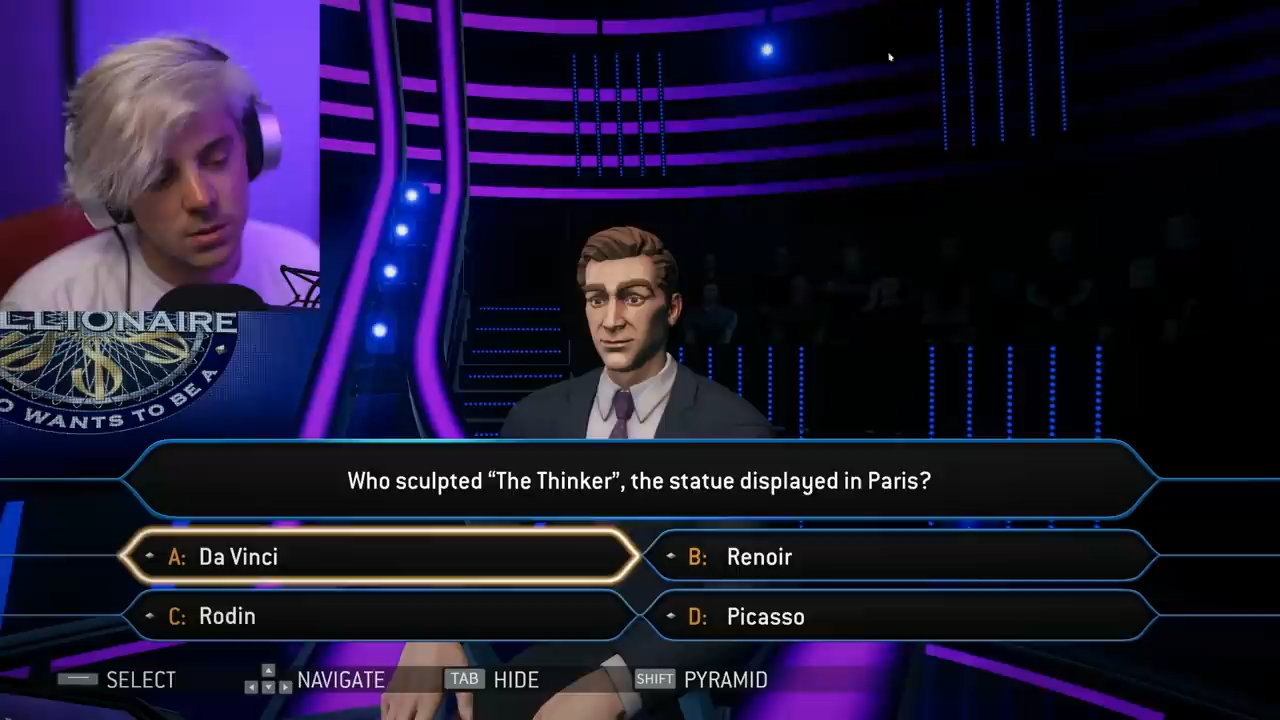 LLIONAIRE
O WANTS TO BE A
Who sculpted “The Thinker”, the statue displayed in Paris?
A: Da Vinci
B: Renoir
C: Rodin
D: Picasso
SELECT
NAVIGATE
TAB HIDE
SHIFT PYRAMID